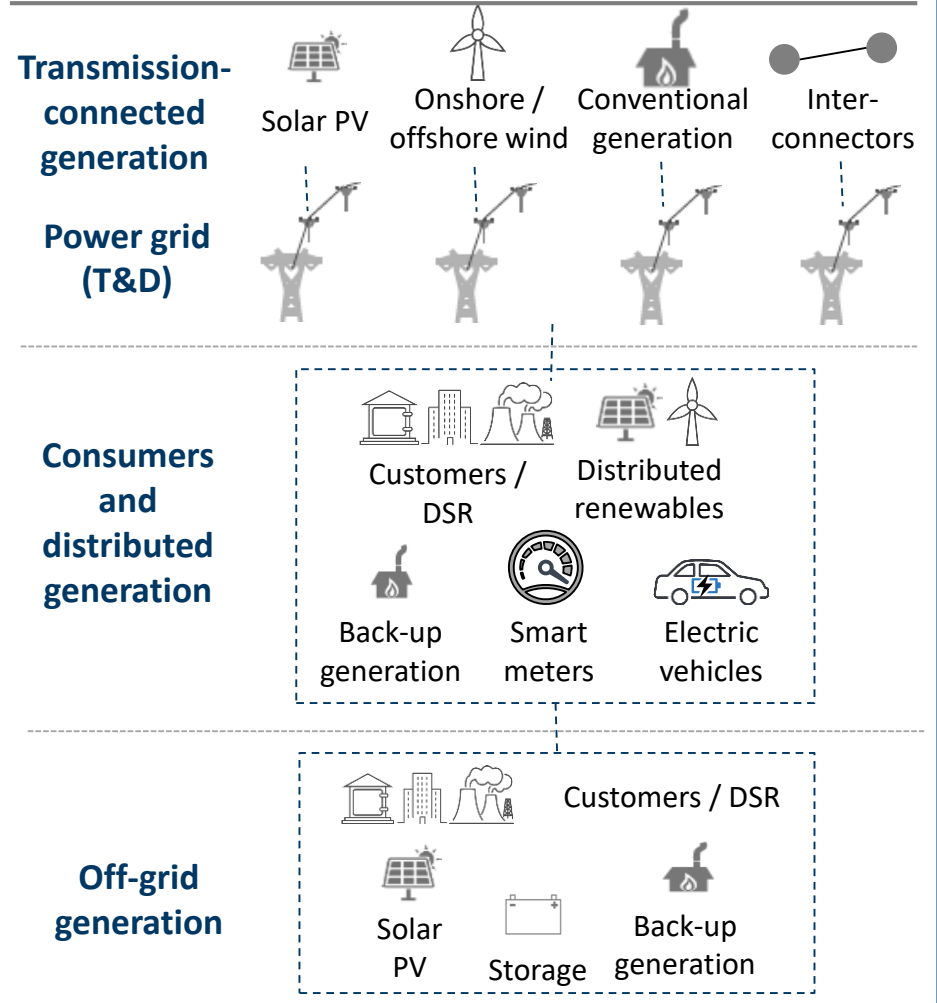 Transmission-
connected
generation
Solar PV
Onshore /
offshore wind
Conventional
generation
Inter-
connectors
Power grid
(T&D)
Consumers
and
distributed
generation
Customers /
DSR
Distributed
renewables
Back-up
generation
Smart
meters
Electric
vehicles
Off-grid
generation
Customers / DSR
Solar
PV
Storage
Back-up
generation